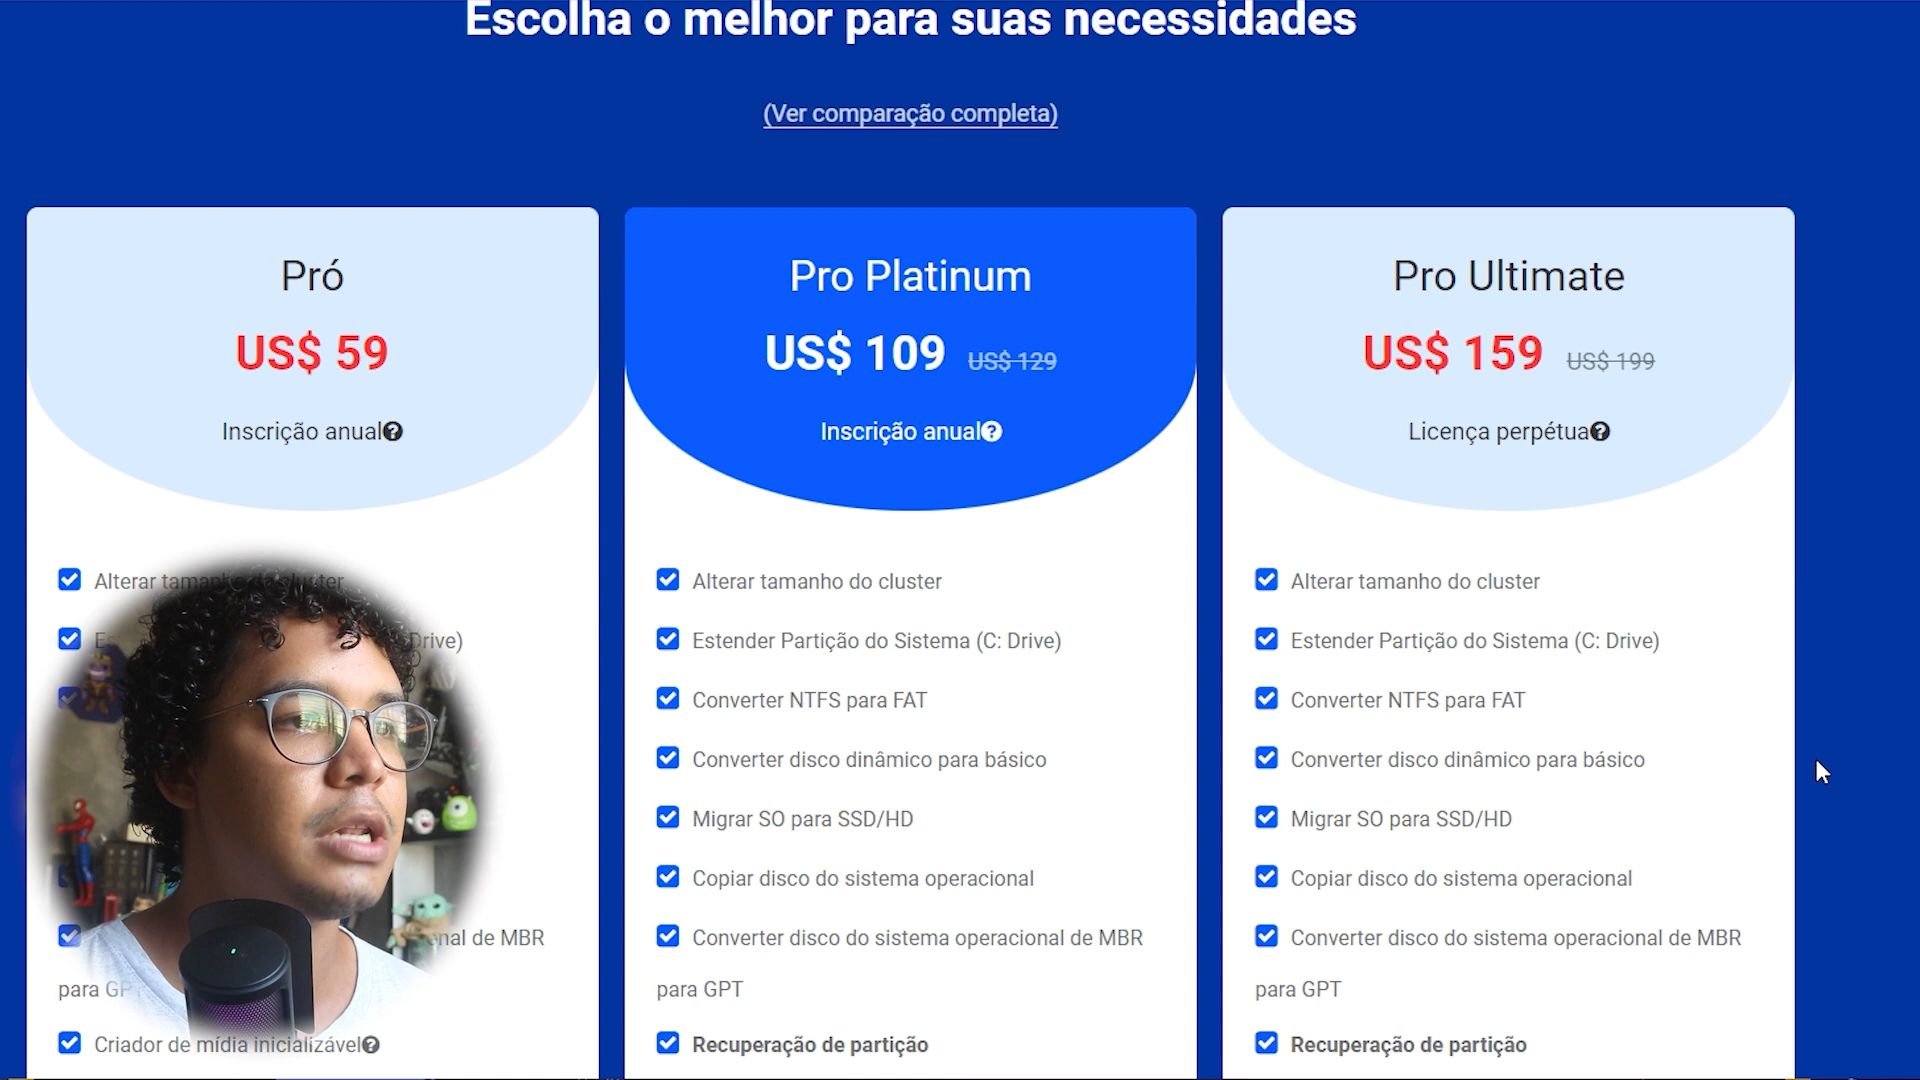 Escolha o melhor para suas necessidades
(Ver comparação completa)
Pró
US$ 59
Inscrição anual
Alterar tamanho do cluster
Drive)
nal de MBR
para GP
Criador de mídia inicializável
Pro Platinum
US$ 109 US$ 129
Inscrição anual
Alterar tamanho do cluster
Estender Partição do Sistema (C: Drive)
Converter NTFS para FAT
Converter disco dinâmico para básico
Migrar SO para SSD/HD
Copiar disco do sistema operacional
Converter disco do sistema operacional de MBR
para GPT
Recuperação de partição
Pro Ultimate
US$ 159 US$ 199
Licença perpétua
Alterar tamanho do cluster
Estender Partição do Sistema (C: Drive)
Converter NTFS para FAT
Converter disco dinâmico para básico
Migrar SO para SSD/HD
Copiar disco do sistema operacional
Converter disco do sistema operacional de MBR
para GPT
Recuperação de partição